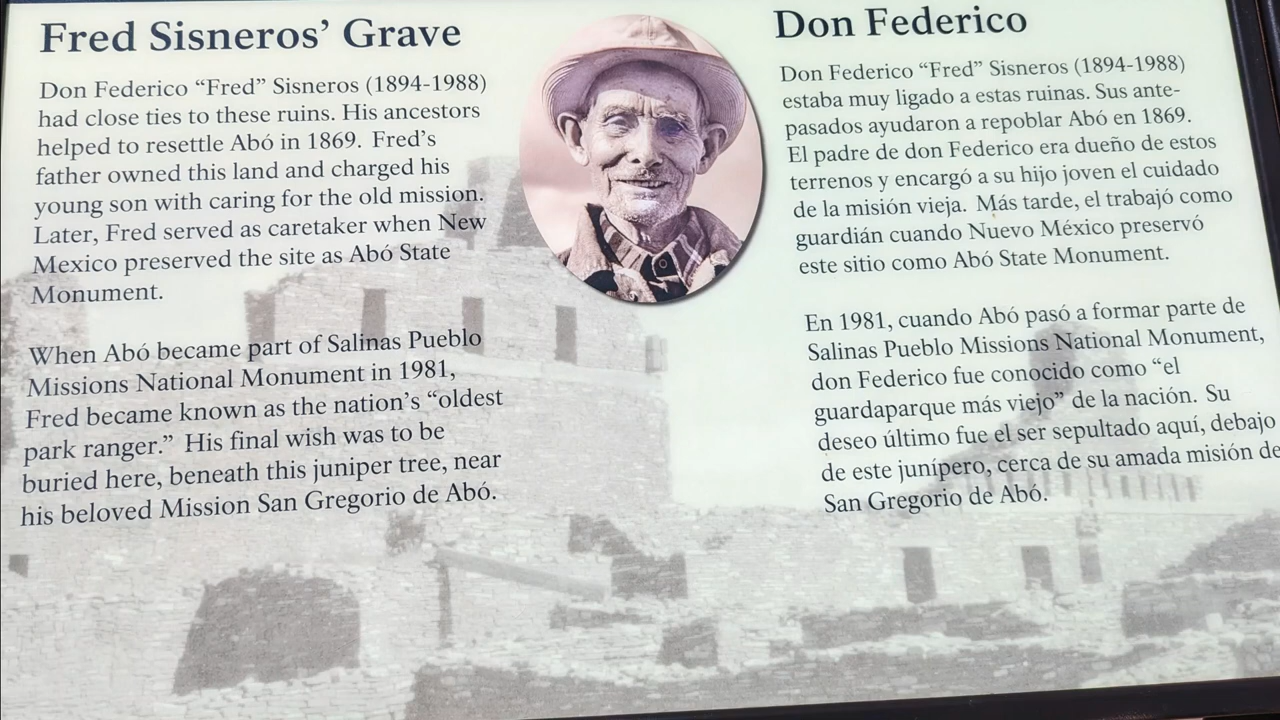 Fred Sisneros’ Grave
Don Federico “Fred” Sisneros (1894-1988)
had close ties to these ruins. His ancestors
helped to resettle Abó in 1869. Fred’s
father owned this land and charged his
young son with caring for the old mission.
Later, Fred served as caretaker when New
Mexico preserved the site as Abó State
Monument.
When Abó became part of Salinas Pueblo
Missions National Monument in 1981,
Fred became known as the nation’s “oldest
park ranger.” His final wish was to be
buried here, beneath this juniper tree, near
his beloved Mission San Gregorio de Abó.
Don Federico
Don Federico “Fred” Sisneros (1894-1988)
estaba muy ligado a estas ruinas. Sus ante-
pasados ayudaron a repoblar Abó en 1869.
El padre de don Federico era dueño de estos
terrenos y encargó a su hijo joven el cuidado
de la misión vieja. Más tarde, el trabajó como
guardián cuando Nuevo México preservó
este sitio como Abó State Monument.
En 1981, cuando Abó pasó a formar parte de
Salinas Pueblo Missions National Monument,
don Federico fue conocido como “el
guardaparque más viejo” de la nación. Su
deseo último fue el ser sepultado aquí, debajo
de este junípero, cerca de su amada misión de
San Gregorio de Abó.